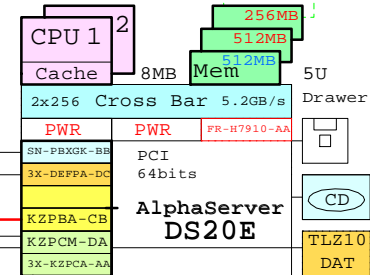 2
256MB
CPU 1
512MB
512MB
Cache
8MB
Mem
5U
2x256 Cross Bar 5.2GB/s
Drawer
PWR
PWR
FR-H7910-AA
SN-PBXGK-BB
PCI
3X-DEFPA-DC
64bits
CD
KZPBA-CB
AlphaServer
DS20E
KZPCM-DA
TLZ10
3X-KZPCA-AA
DAT